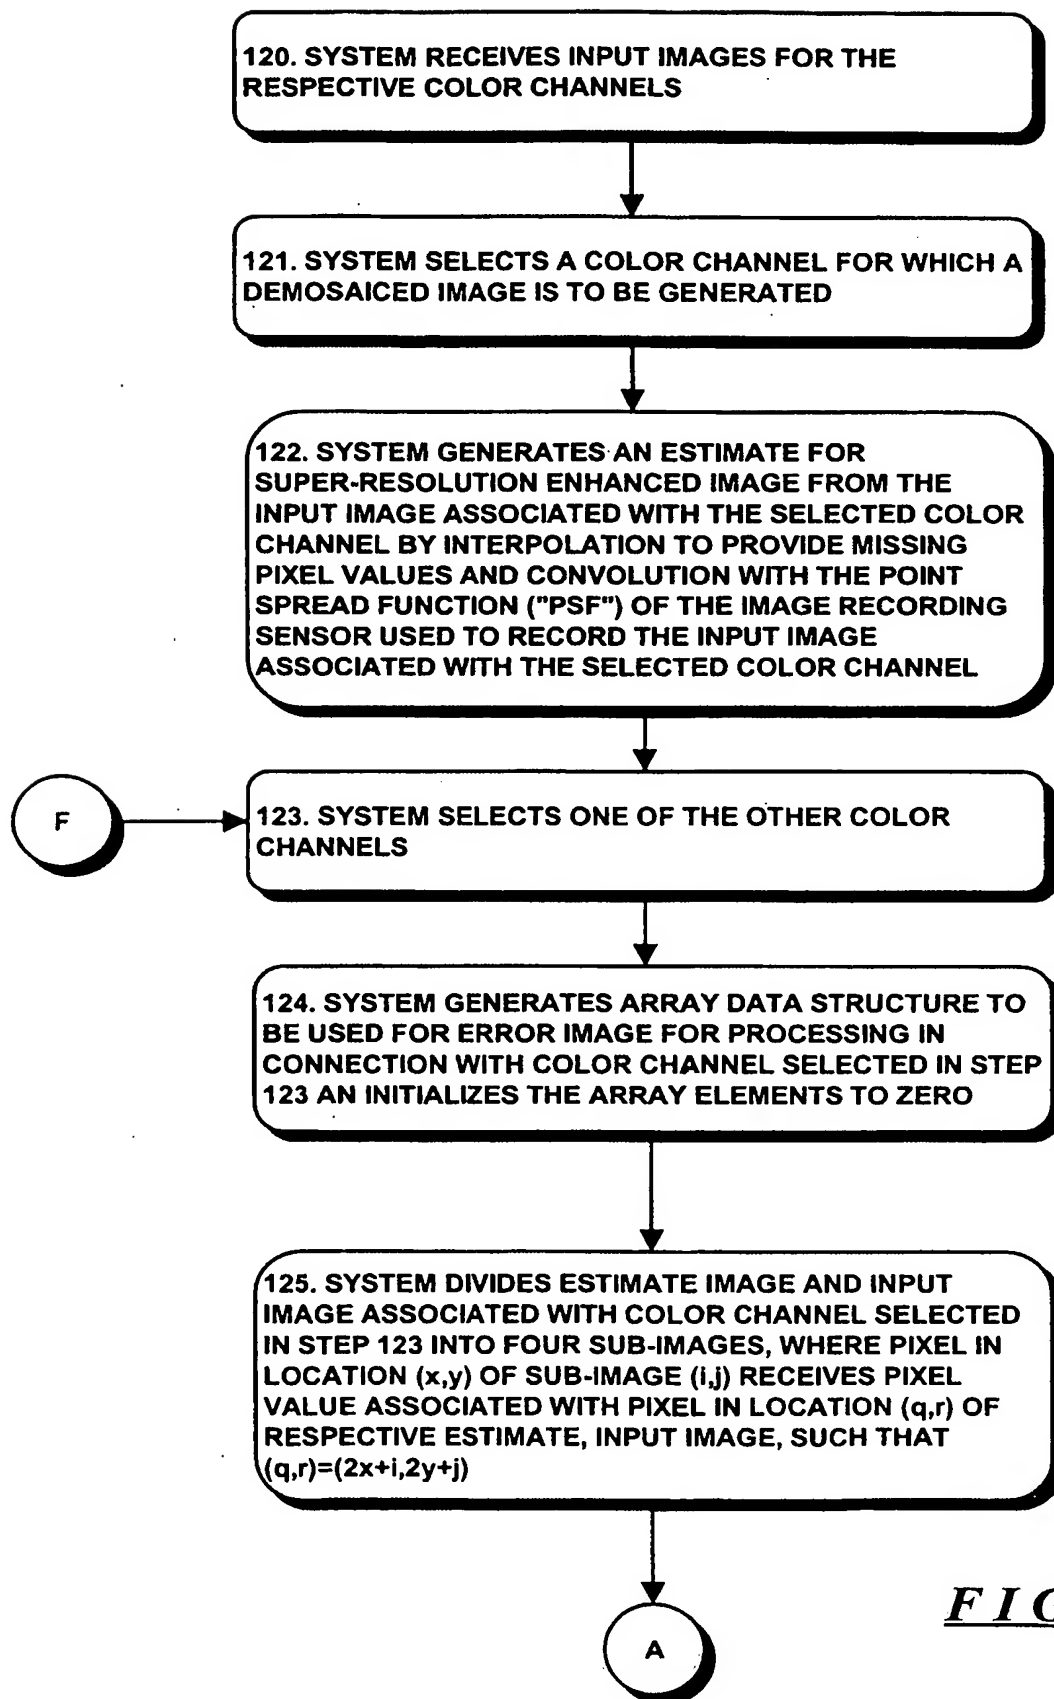 120. SYSTEM RECEIVES INPUT IMAGES FOR THE
RESPECTIVE COLOR CHANNELS
121. SYSTEM SELECTS A COLOR CHANNEL FOR WHICH A
DEMOSAICED IMAGE IS TO BE GENERATED
122. SYSTEM GENERATES AN ESTIMATE FOR
SUPER-RESOLUTION ENHANCED IMAGE FROM THE
INPUT IMAGE ASSOCIATED WITH THE SELECTED COLOR
CHANNEL BY INTERPOLATION TO PROVIDE MISSING
PIXEL VALUES AND CONVOLUTION WITH THE POINT
SPREAD FUNCTION ("PSF") OF THE IMAGE RECORDING
SENSOR USED TO RECORD THE INPUT IMAGE
ASSOCIATED WITH THE SELECTED COLOR CHANNEL
F
123. SYSTEM SELECTS ONE OF THE OTHER COLOR
CHANNELS
124. SYSTEM GENERATES ARRAY DATA STRUCTURE TO
BE USED FOR ERROR IMAGE FOR PROCESSING IN
CONNECTION WITH COLOR CHANNEL SELECTED IN STEP
123 AN INITIALIZES THE ARRAY ELEMENTS TO ZERO
125. SYSTEM DIVIDES ESTIMATE IMAGE AND INPUT
IMAGE ASSOCIATED WITH COLOR CHANNEL SELECTED
IN STEP 123 INTO FOUR SUB-IMAGES, WHERE PIXEL IN
LOCATION (x,y) OF SUB-IMAGE (i,j) RECEIVES PIXEL
VALUE ASSOCIATED WITH PIXEL IN LOCATION (q,r) OF
RESPECTIVE ESTIMATE, INPUT IMAGE, SUCH THAT
(q,r)=(2x+i,2y+j)
FIG
A